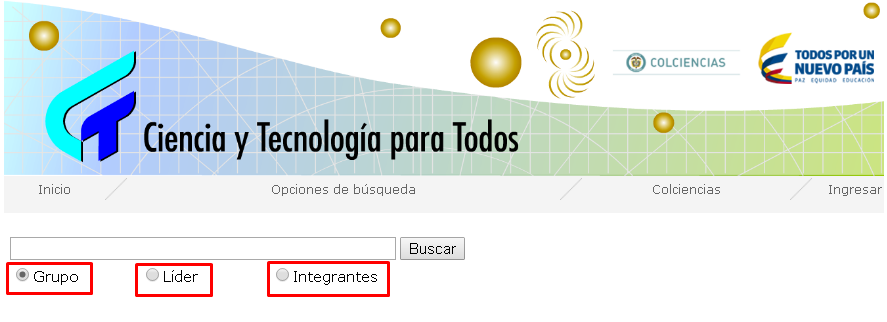 COLCIENCIAS
TODOS POR UN
NUEVO PAÍS
PAZ EQUIDAD EDUCACIÓN
CT Ciencia y Tecnología para Todos
Inicio Opciones de búsqueda Colciencias Ingresar
Buscar
Grupo Líder Integrantes